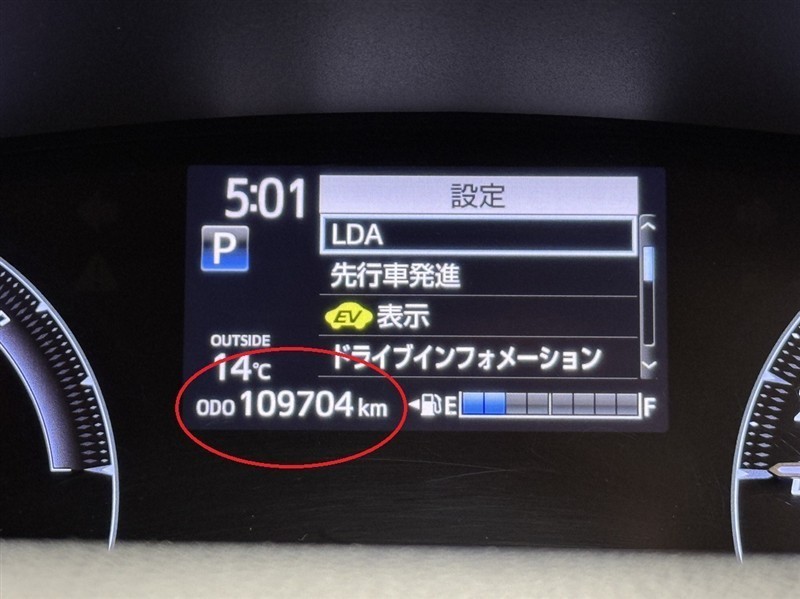 5:01
設定
P
LDA
先行車発進
EV 表示
OUTSIDE
ドライブインフォメーション
14℃
ODO 109704 km
E F